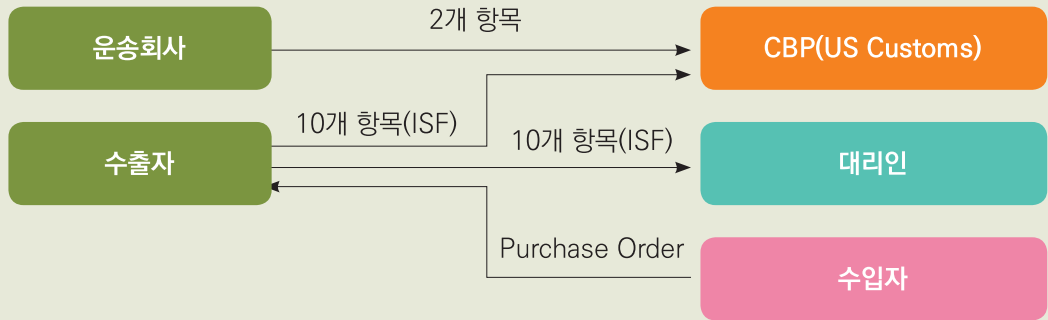 2개 항목
운송회사
CBP(US Customs)
10개 항목(ISF)
10개 항목(ISF)
수출자
대리인
Purchase Order
수입자